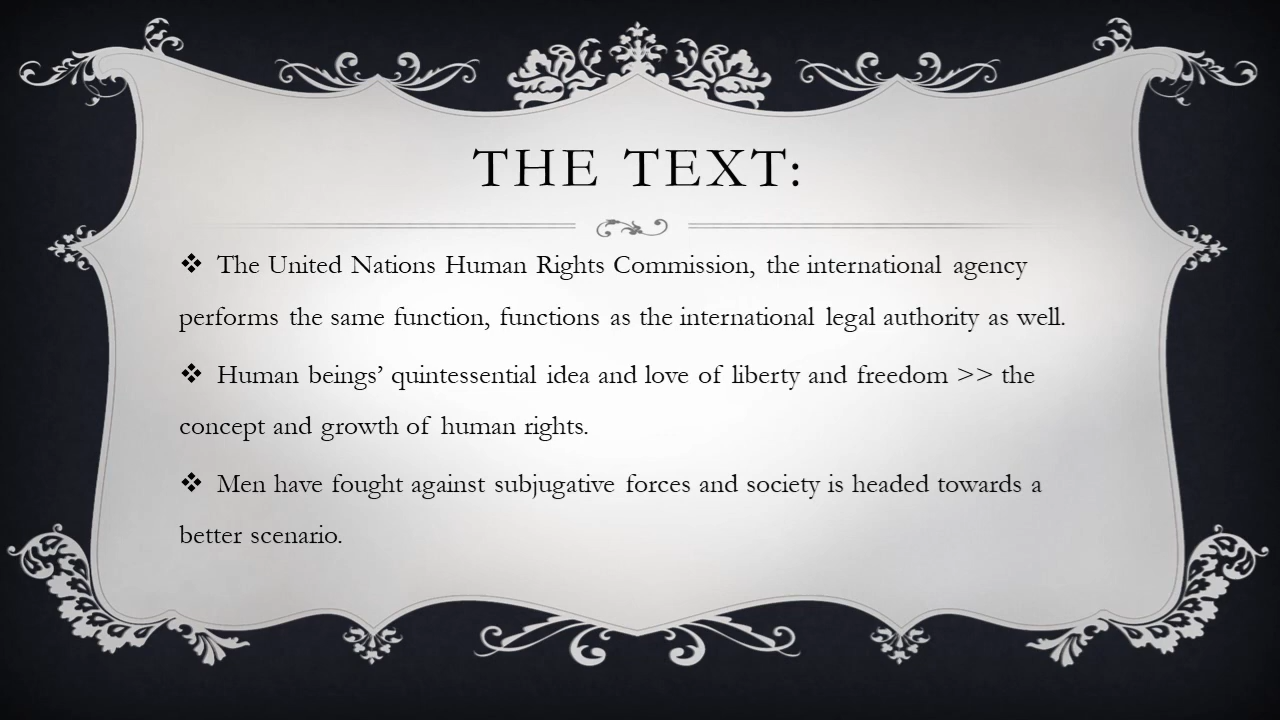 THE TEXT:
❖ The United Nations Human Rights Commission, the international agency
performs the same function, functions as the international legal authority as well.
❖ Human beings’ quintessential idea and love of liberty and freedom >> the
concept and growth of human rights.
❖ Men have fought against subjugative forces and society is headed towards a
better scenario.